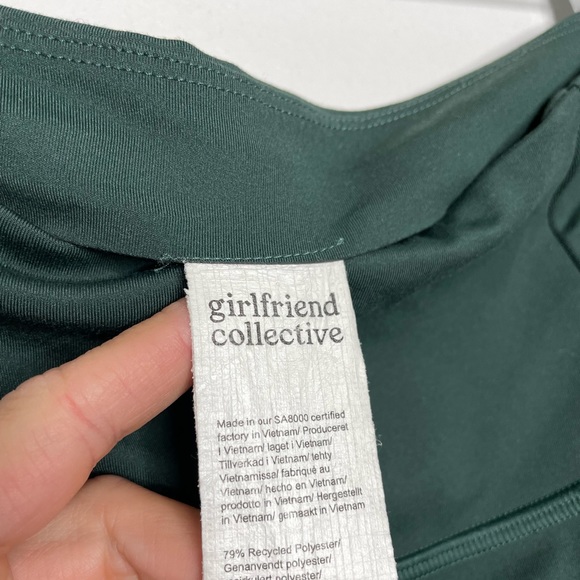 girlfriend
collective
Made in our SA8000 certified
factory in Vietnam/ Produceret
i Vietnam/ laget i Vietnam/
Tillverkad i Vietnam/ tehty
Vietnamissa/ fabriqué au
Vietnam/ hecho en Vietnam/
prodotto in Vietnam/ Hergestellt
in Vietnam/ gemaakt in Vietnam
79% Recycled Polyester/
Genanvendt polyester/
polyester/